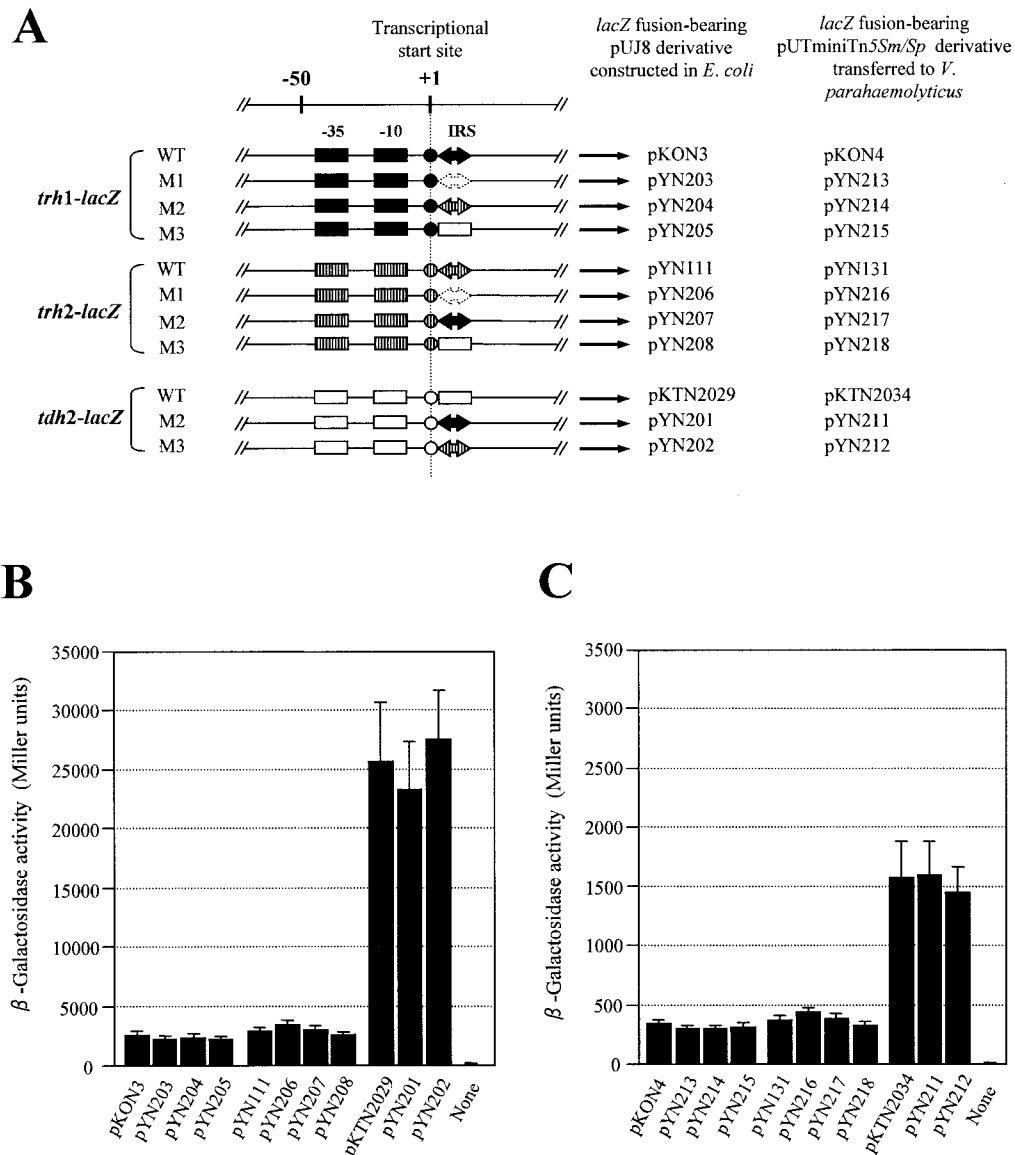 A
Transcriptional
start site
lacZ fusion-bearing
pUJ8 derivative
constructed in E. coli
lacZ fusion-bearing
pUTminiTn5Sm/Sp derivative
transferred to V.
parahaemolyticus
-50
+1
-35 -10 IRS
trh1-lacZ
WT pKON3 pKON4
M1 pYN203 pYN213
M2 pYN204 pYN214
M3 pYN205 pYN215
trh2-lacZ
WT pYN111 pYN131
M1 pYN206 pYN216
M2 pYN207 pYN217
M3 pYN208 pYN218
tdh2-lacZ
WT pKTN2029 pKTN2034
M2 pYN201 pYN211
M3 pYN202 pYN212
B
β-Galactosidase activity (Miller units)
35000
30000
25000
20000
15000
10000
5000
0
pKON3
pYN203
pYN204
pYN205
pYN111
pYN206
pYN207
pYN208
pKTN2029
pYN201
pYN202
None
C
β-Galactosidase activity (Miller units)
3500
3000
2500
2000
1500
1000
500
0
pKON4
pYN213
pYN214
pYN215
pYN131
pYN216
pYN217
pYN218
pKTN2034
pYN211
pYN212
None